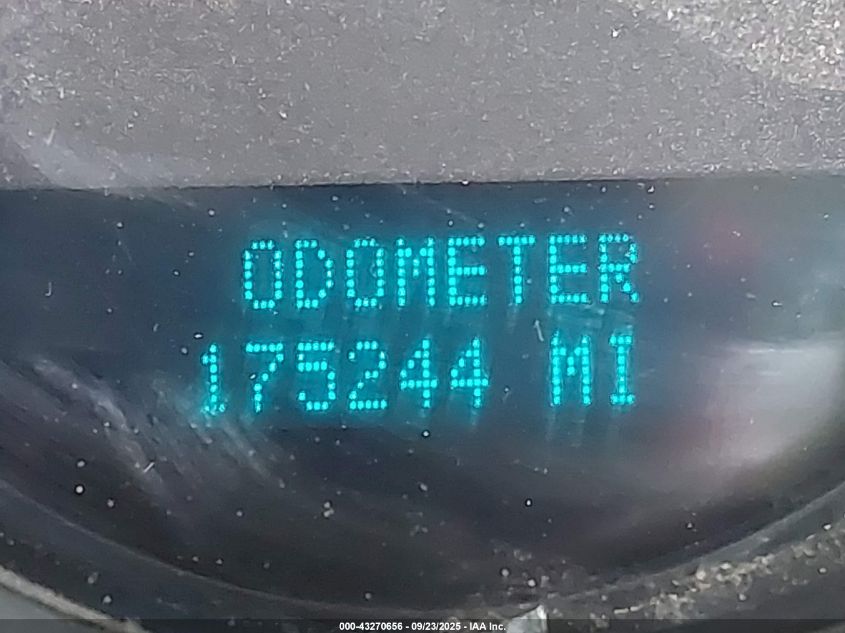 ODOMETER
175244 MI
000-43270656 - 09/23/2025 - IAA Inc.